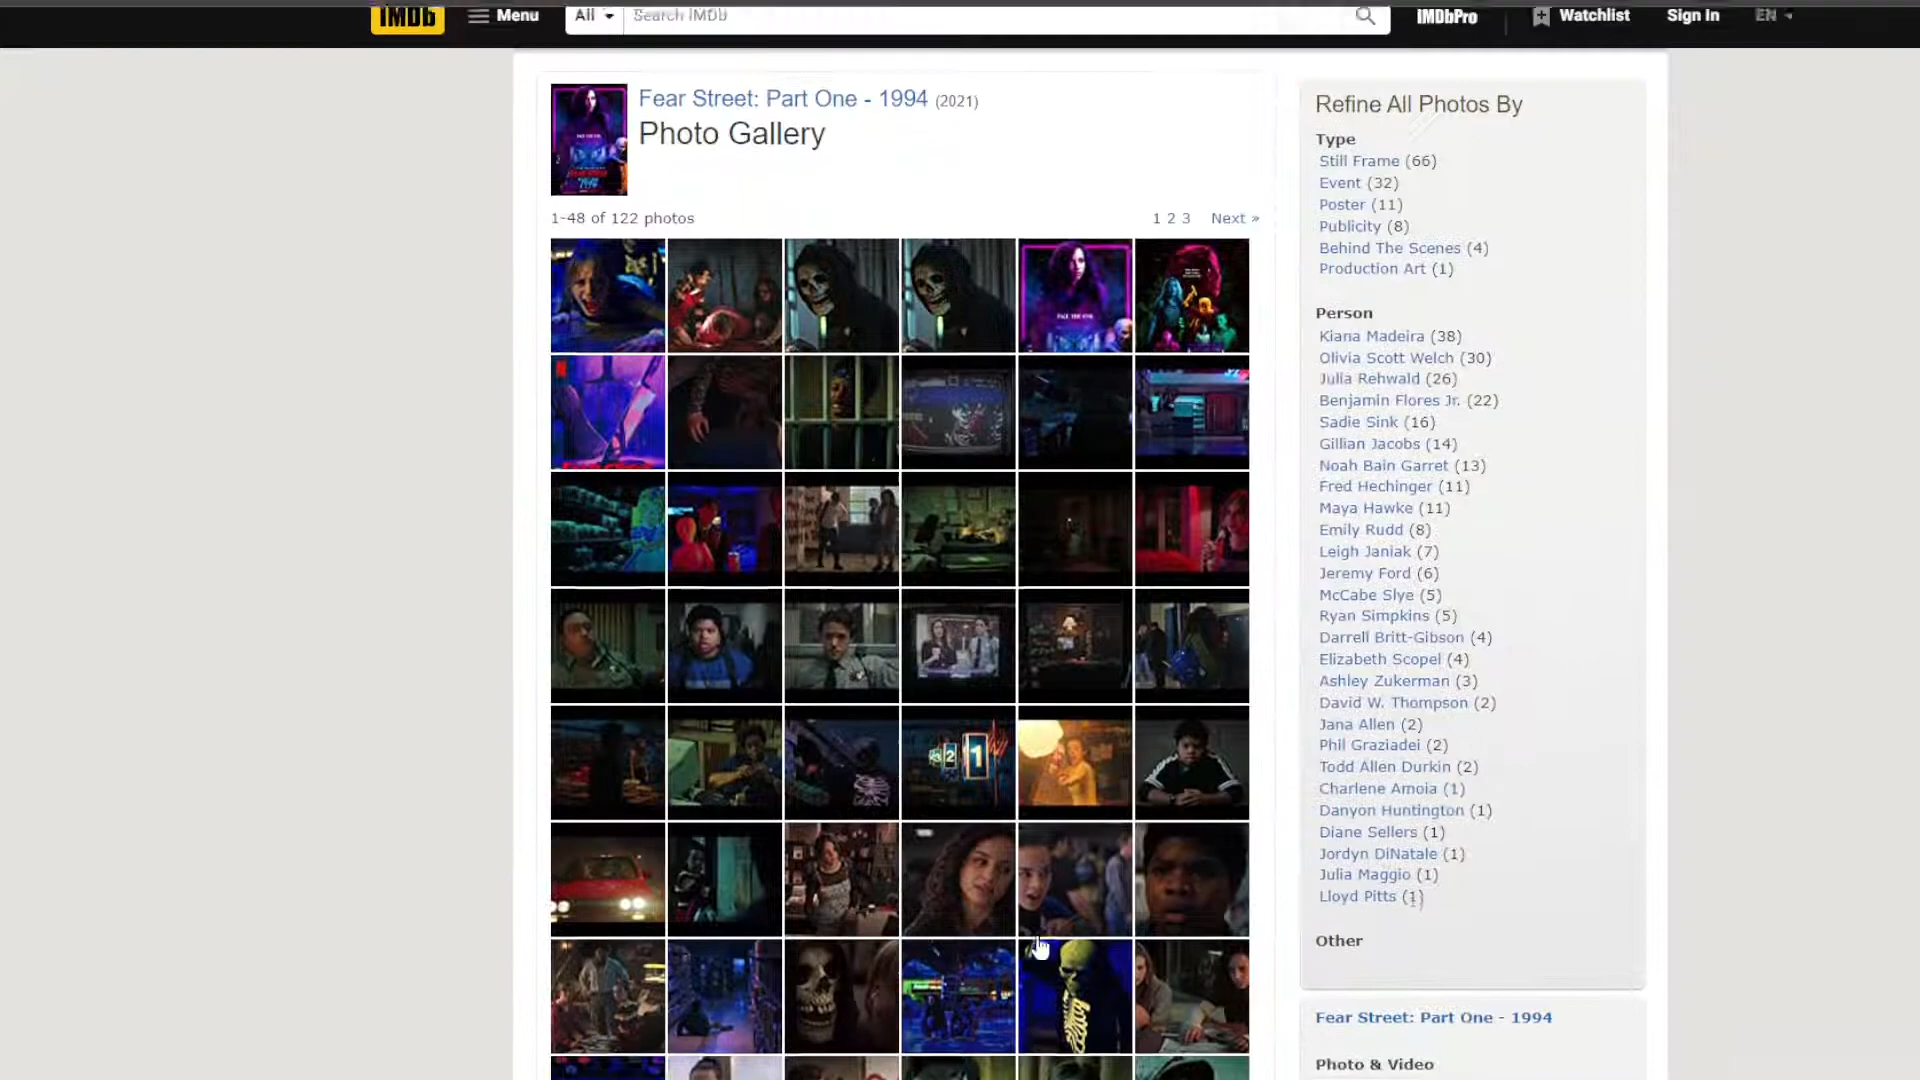 IMDb
Menu
All
Search IMDb
IMDbPro
Watchlist
Sign In
EN
Fear Street: Part One - 1994 (2021)
Photo Gallery
1-48 of 122 photos
1 2 3 Next »
Refine All Photos By
Type
Still Frame (66)
Event (32)
Poster (11)
Publicity (8)
Behind The Scenes (4)
Production Art (1)
Person
Kiana Madeira (38)
Olivia Scott Welch (30)
Julia Rehwald (26)
Benjamin Flores Jr. (22)
Sadie Sink (16)
Gillian Jacobs (14)
Noah Bain Garret (13)
Fred Hechinger (11)
Maya Hawke (11)
Emily Rudd (8)
Leigh Janiak (7)
Jeremy Ford (6)
McCabe Slye (5)
Ryan Simpkins (5)
Darrell Britt-Gibson (4)
Elizabeth Scopel (4)
Ashley Zukerman (3)
David W. Thompson (2)
Jana Allen (2)
Phil Graziadei (2)
Todd Allen Durkin (2)
Charlene Amoia (1)
Danyon Huntington (1)
Diane Sellers (1)
Jordyn DiNatale (1)
Julia Maggio (1)
Lloyd Pitts (1)
Other
Fear Street: Part One - 1994
Photo & Video